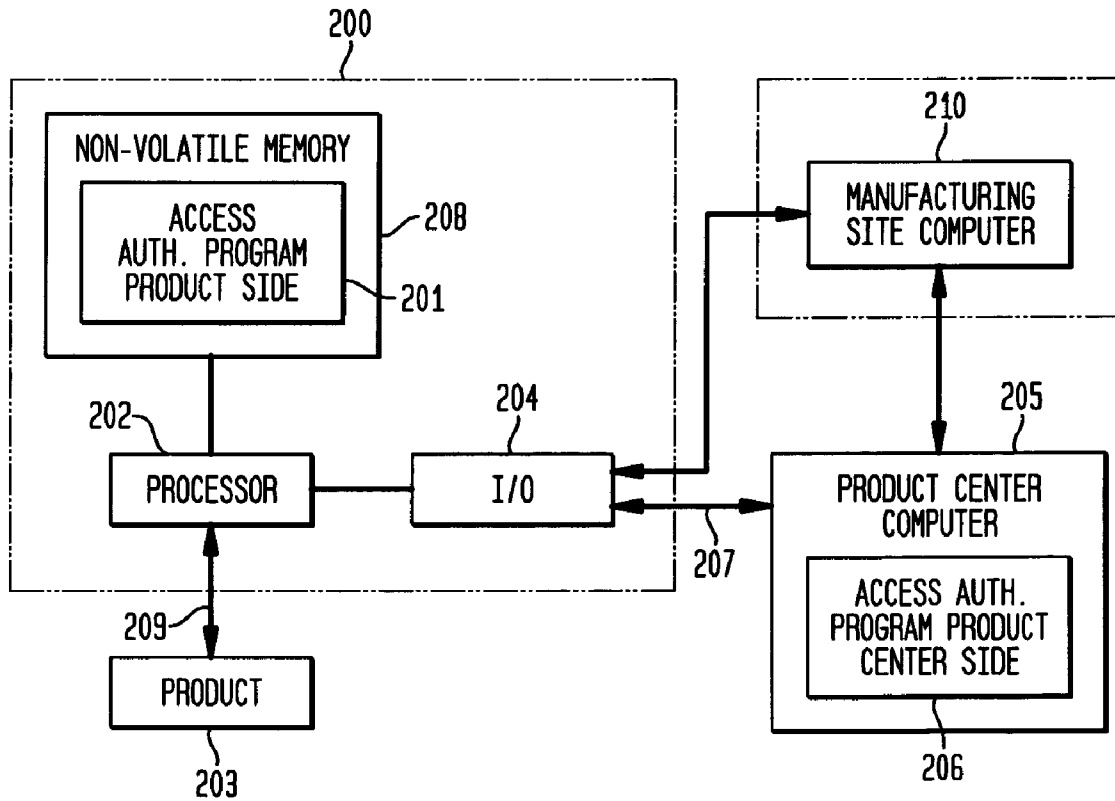 200
NON-VOLATILE MEMORY
ACCESS
AUTH. PROGRAM
PRODUCT SIDE
208
201
210
MANUFACTURING
SITE COMPUTER
202
PROCESSOR
204
I/O
205
PRODUCT CENTER
COMPUTER
207
ACCESS AUTH.
PROGRAM PRODUCT
CENTER SIDE
206
209
PRODUCT
203